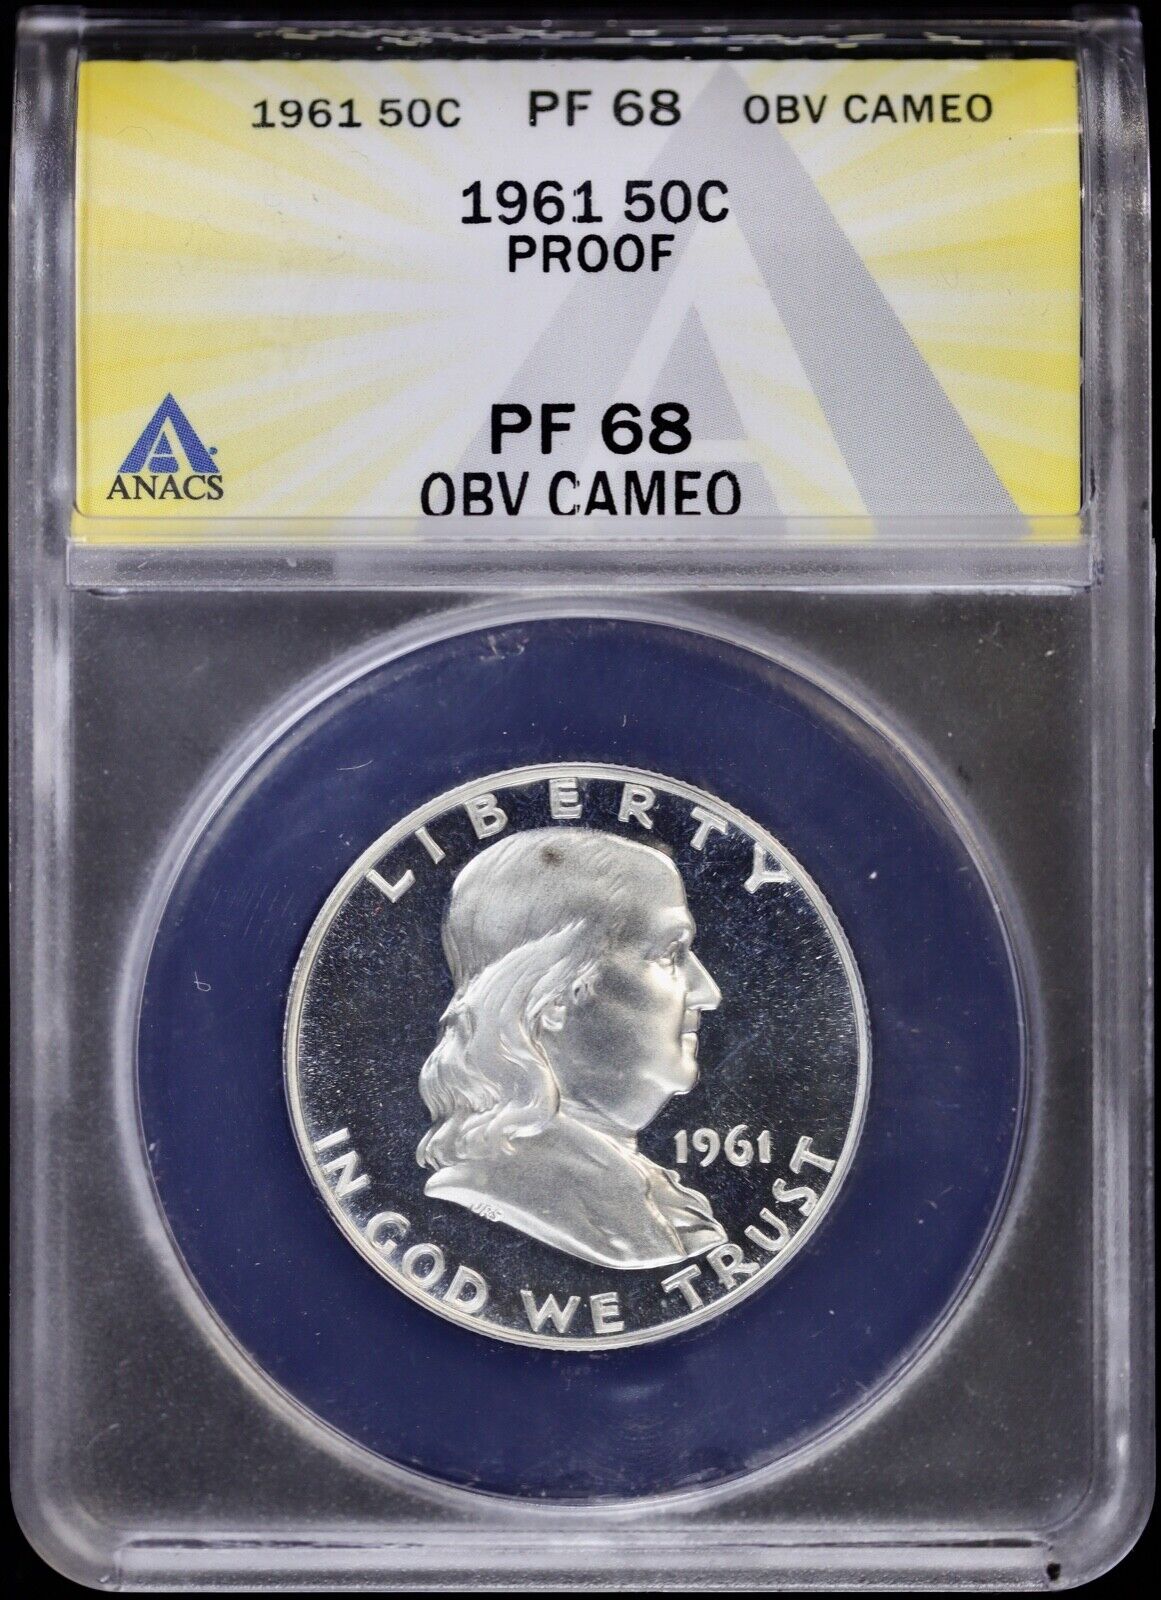 1961 50C PF 68 OBV CAMEO
1961 50C
PROOF
PF 68
OBV CAMEO
ANACS
LIBERTY
1961
JRS
IN GOD WE TRUST